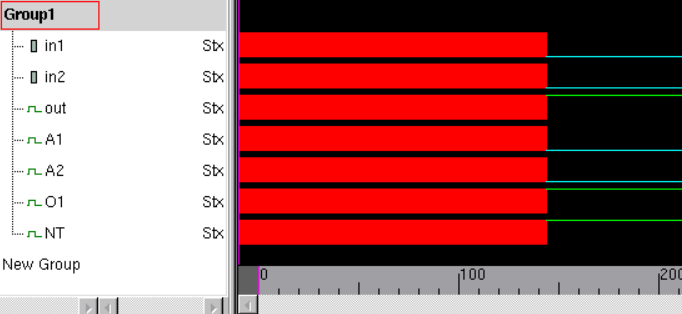 Group1
in1 Stx
in2 Stx
out Stx
A1 Stx
A2 Stx
O1 Stx
NT Stx
New Group
0 100 200